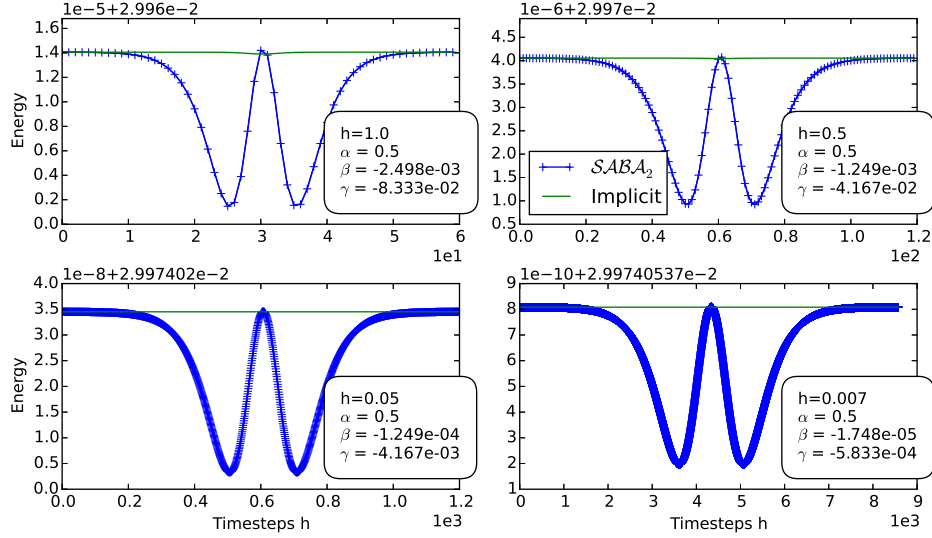 1e-5+2.996e-2
1.4
1.2
1.0
0.8
0.6
0.4
0.2
0.0
Energy
0 1 2 3 4 5 6
1e1
h=1.0
α = 0.5
β = -2.498e-03
γ = -8.333e-02
1e-6+2.997e-2
4.5
4.0
3.5
3.0
2.5
2.0
1.5
1.0
0.5
0.0 0.2 0.4 0.6 0.8 1.0 1.2
1e2
SABA₂
Implicit
h=0.5
α = 0.5
β = -1.249e-03
γ = -4.167e-02
1e-8+2.997402e-2
4.0
3.5
3.0
2.5
2.0
1.5
1.0
0.5
0.0
Energy
0.0 0.2 0.4 0.6 0.8 1.0 1.2
1e3
Timesteps h
h=0.05
α = 0.5
β = -1.249e-04
γ = -4.167e-03
1e-10+2.99740537e-2
9
8
7
6
5
4
3
2
1
0 1 2 3 4 5 6 7 8 9
1e3
Timesteps h
h=0.007
α = 0.5
β = -1.748e-05
γ = -5.833e-04